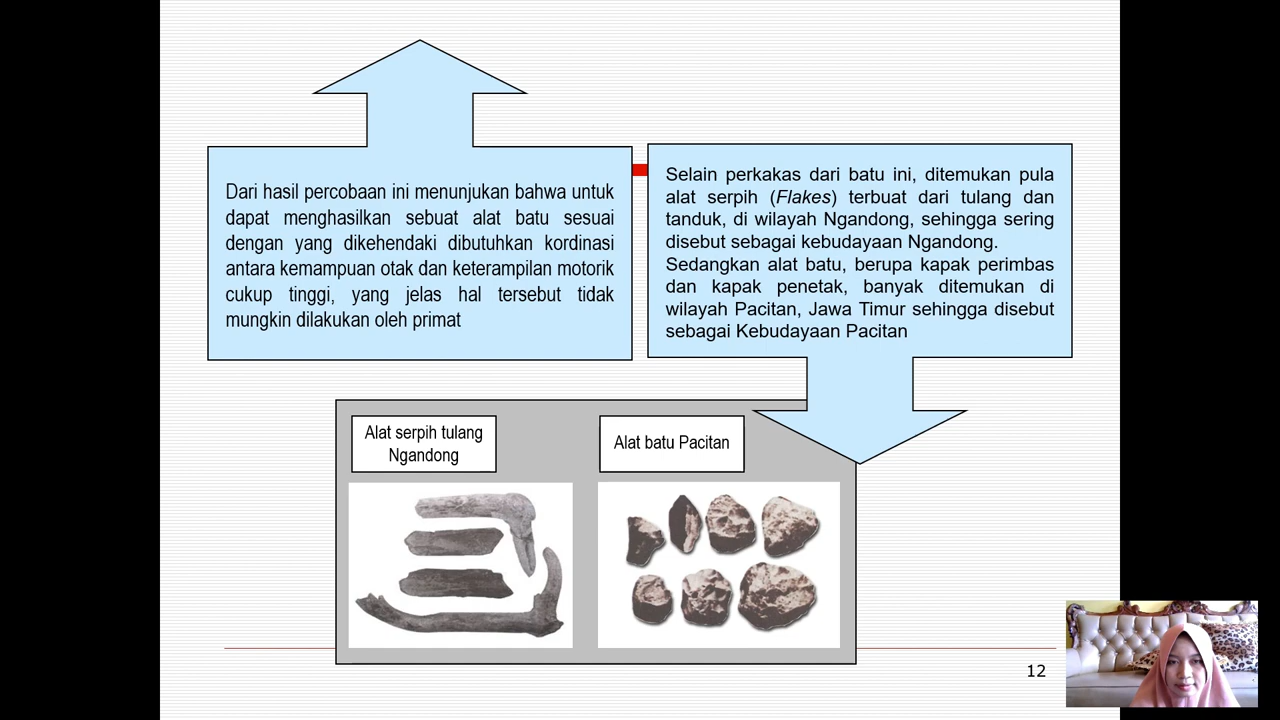 Dari hasil percobaan ini menunjukan bahwa untuk
dapat menghasilkan sebuat alat batu sesuai
dengan yang dikehendaki dibutuhkan kordinasi
antara kemampuan otak dan keterampilan motorik
cukup tinggi, yang jelas hal tersebut tidak
mungkin dilakukan oleh primat
Selain perkakas dari batu ini, ditemukan pula
alat serpih (Flakes) terbuat dari tulang dan
tanduk, di wilayah Ngandong, sehingga sering
disebut sebagai kebudayaan Ngandong.
Sedangkan alat batu, berupa kapak perimbas
dan kapak penetak, banyak ditemukan di
wilayah Pacitan, Jawa Timur sehingga disebut
sebagai Kebudayaan Pacitan
Alat serpih tulang
Ngandong
Alat batu Pacitan
12